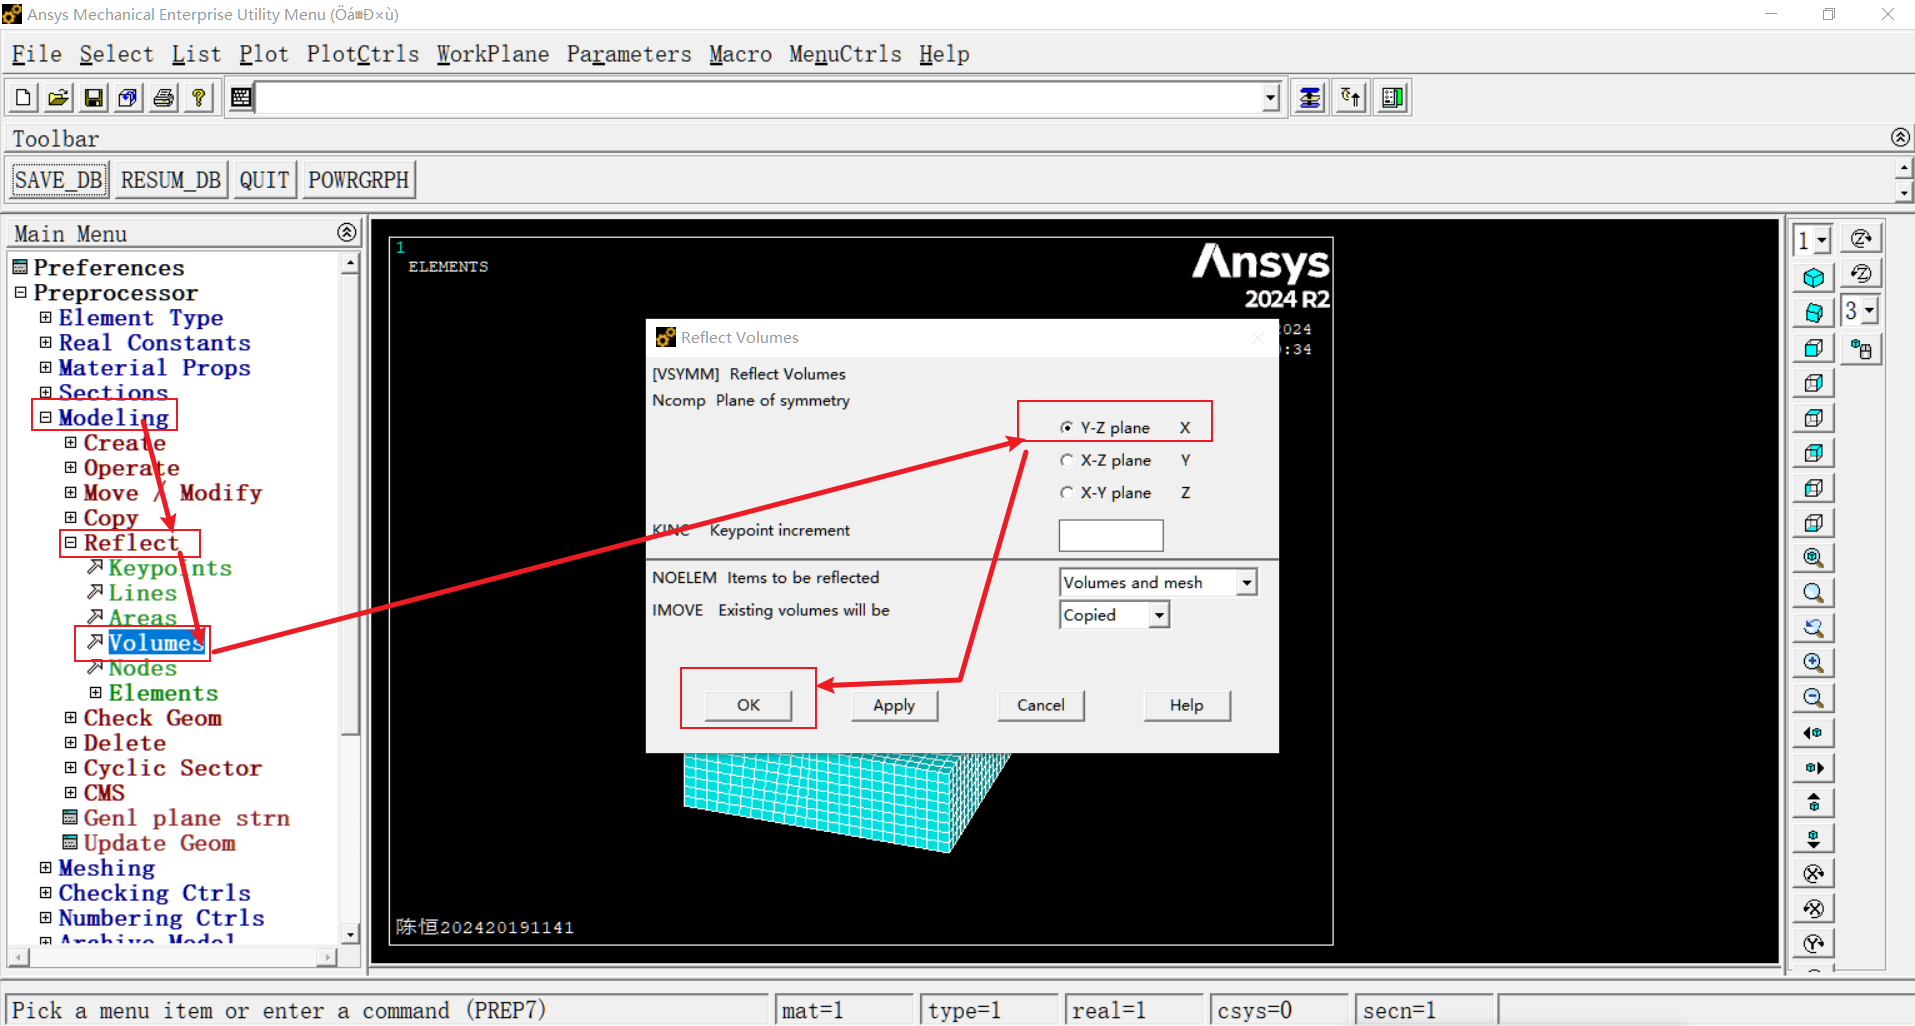 Ansys Mechanical Enterprise Utility Menu (Öá¤Ð×ù)
File Select List Plot PlotCtrls WorkPlane Parameters Macro MenuCtrls Help
Toolbar
SAVE_DB RESUM_DB QUIT POWRGRPH
Main Menu
Preferences
Preprocessor
Element Type
Real Constants
Material Props
Sections
Modeling
Create
Operate
Move / Modify
Copy
Reflect
Keypoints
Lines
Areas
Volumes
Nodes
Elements
Check Geom
Delete
Cyclic Sector
CMS
Genl plane strn
Update Geom
Meshing
Checking Ctrls
Numbering Ctrls
Archive Model
1
ELEMENTS
Ansys
2024 R2
2024
:34
Reflect Volumes
[VSYMM] Reflect Volumes
Ncomp Plane of symmetry
Y-Z plane X
X-Z plane Y
X-Y plane Z
KINC Keypoint increment
NOELEM Items to be reflected
Volumes and mesh
IMOVE Existing volumes will be
Copied
OK Apply Cancel Help
陈恒202420191141
1
3
Pick a menu item or enter a command (PREP7)
mat=1
type=1
real=1
csys=0
secn=1